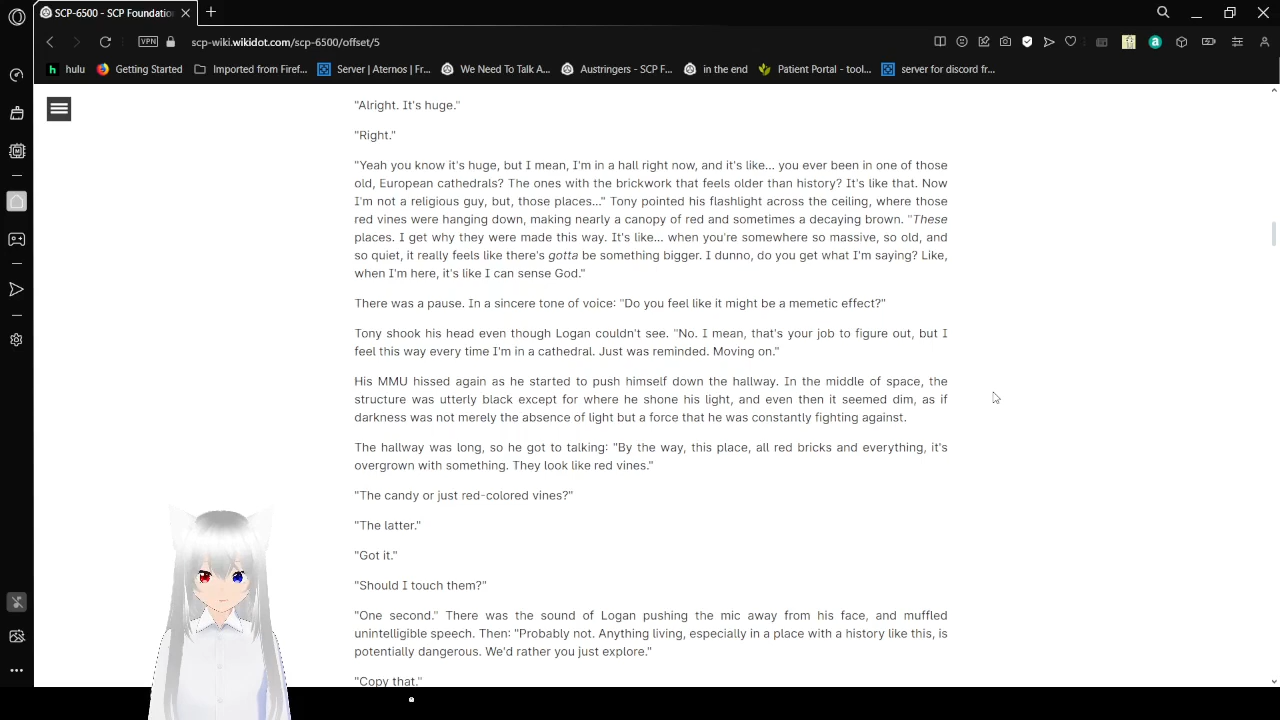 SCP-6500 - SCP Foundation
scp-wiki.wikidot.com/scp-6500/offset/5
VPN
hulu
Getting Started
Imported from Firef...
Server | Aternos | Fr...
We Need To Talk A...
Austringers - SCP F...
in the end
Patient Portal - tool...
server for discord fr...
"Alright. It's huge."
"Right."
"Yeah you know it's huge, but I mean, I'm in a hall right now, and it's like... you ever been in one of those
old, European cathedrals? The ones with the brickwork that feels older than history? It's like that. Now
I'm not a religious guy, but, those places..." Tony pointed his flashlight across the ceiling, where those
red vines were hanging down, making nearly a canopy of red and sometimes a decaying brown. "These
places. I get why they were made this way. It's like... when you're somewhere so massive, so old, and
so quiet, it really feels like there's gotta be something bigger. I dunno, do you get what I'm saying? Like,
when I'm here, it's like I can sense God."
There was a pause. In a sincere tone of voice: "Do you feel like it might be a memetic effect?"
Tony shook his head even though Logan couldn't see. "No. I mean, that's your job to figure out, but I
feel this way every time I'm in a cathedral. Just was reminded. Moving on."
His MMU hissed again as he started to push himself down the hallway. In the middle of space, the
structure was utterly black except for where he shone his light, and even then it seemed dim, as if
darkness was not merely the absence of light but a force that he was constantly fighting against.
The hallway was long, so he got to talking: "By the way, this place, all red bricks and everything, it's
overgrown with something. They look like red vines."
"The candy or just red-colored vines?"
"The latter."
"Got it."
"Should I touch them?"
"One second." There was the sound of Logan pushing the mic away from his face, and muffled
unintelligible speech. Then: "Probably not. Anything living, especially in a place with a history like this, is
potentially dangerous. We'd rather you just explore."
"Copy that."